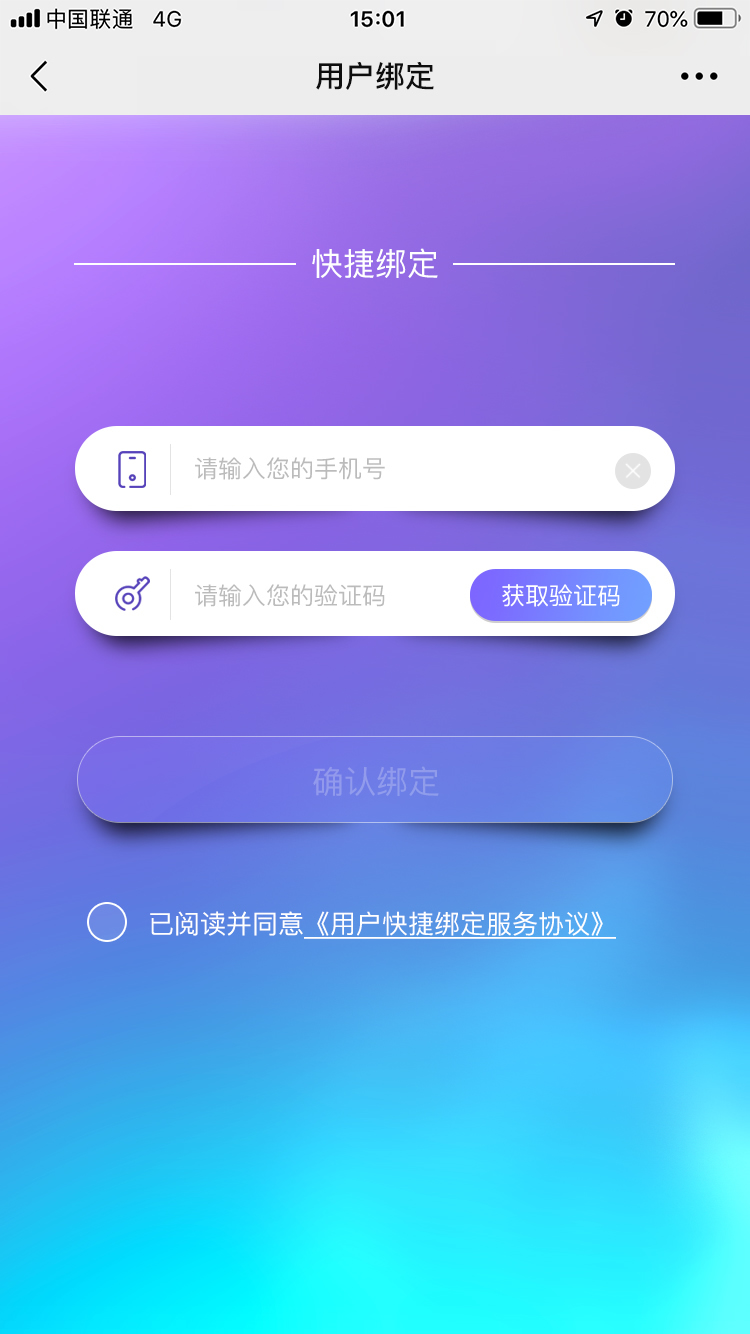 中国联通 4G 15:01 70%
用户绑定
快捷绑定
请输入您的手机号
请输入您的验证码 获取验证码
确认绑定
已阅读并同意《用户快捷绑定服务协议》